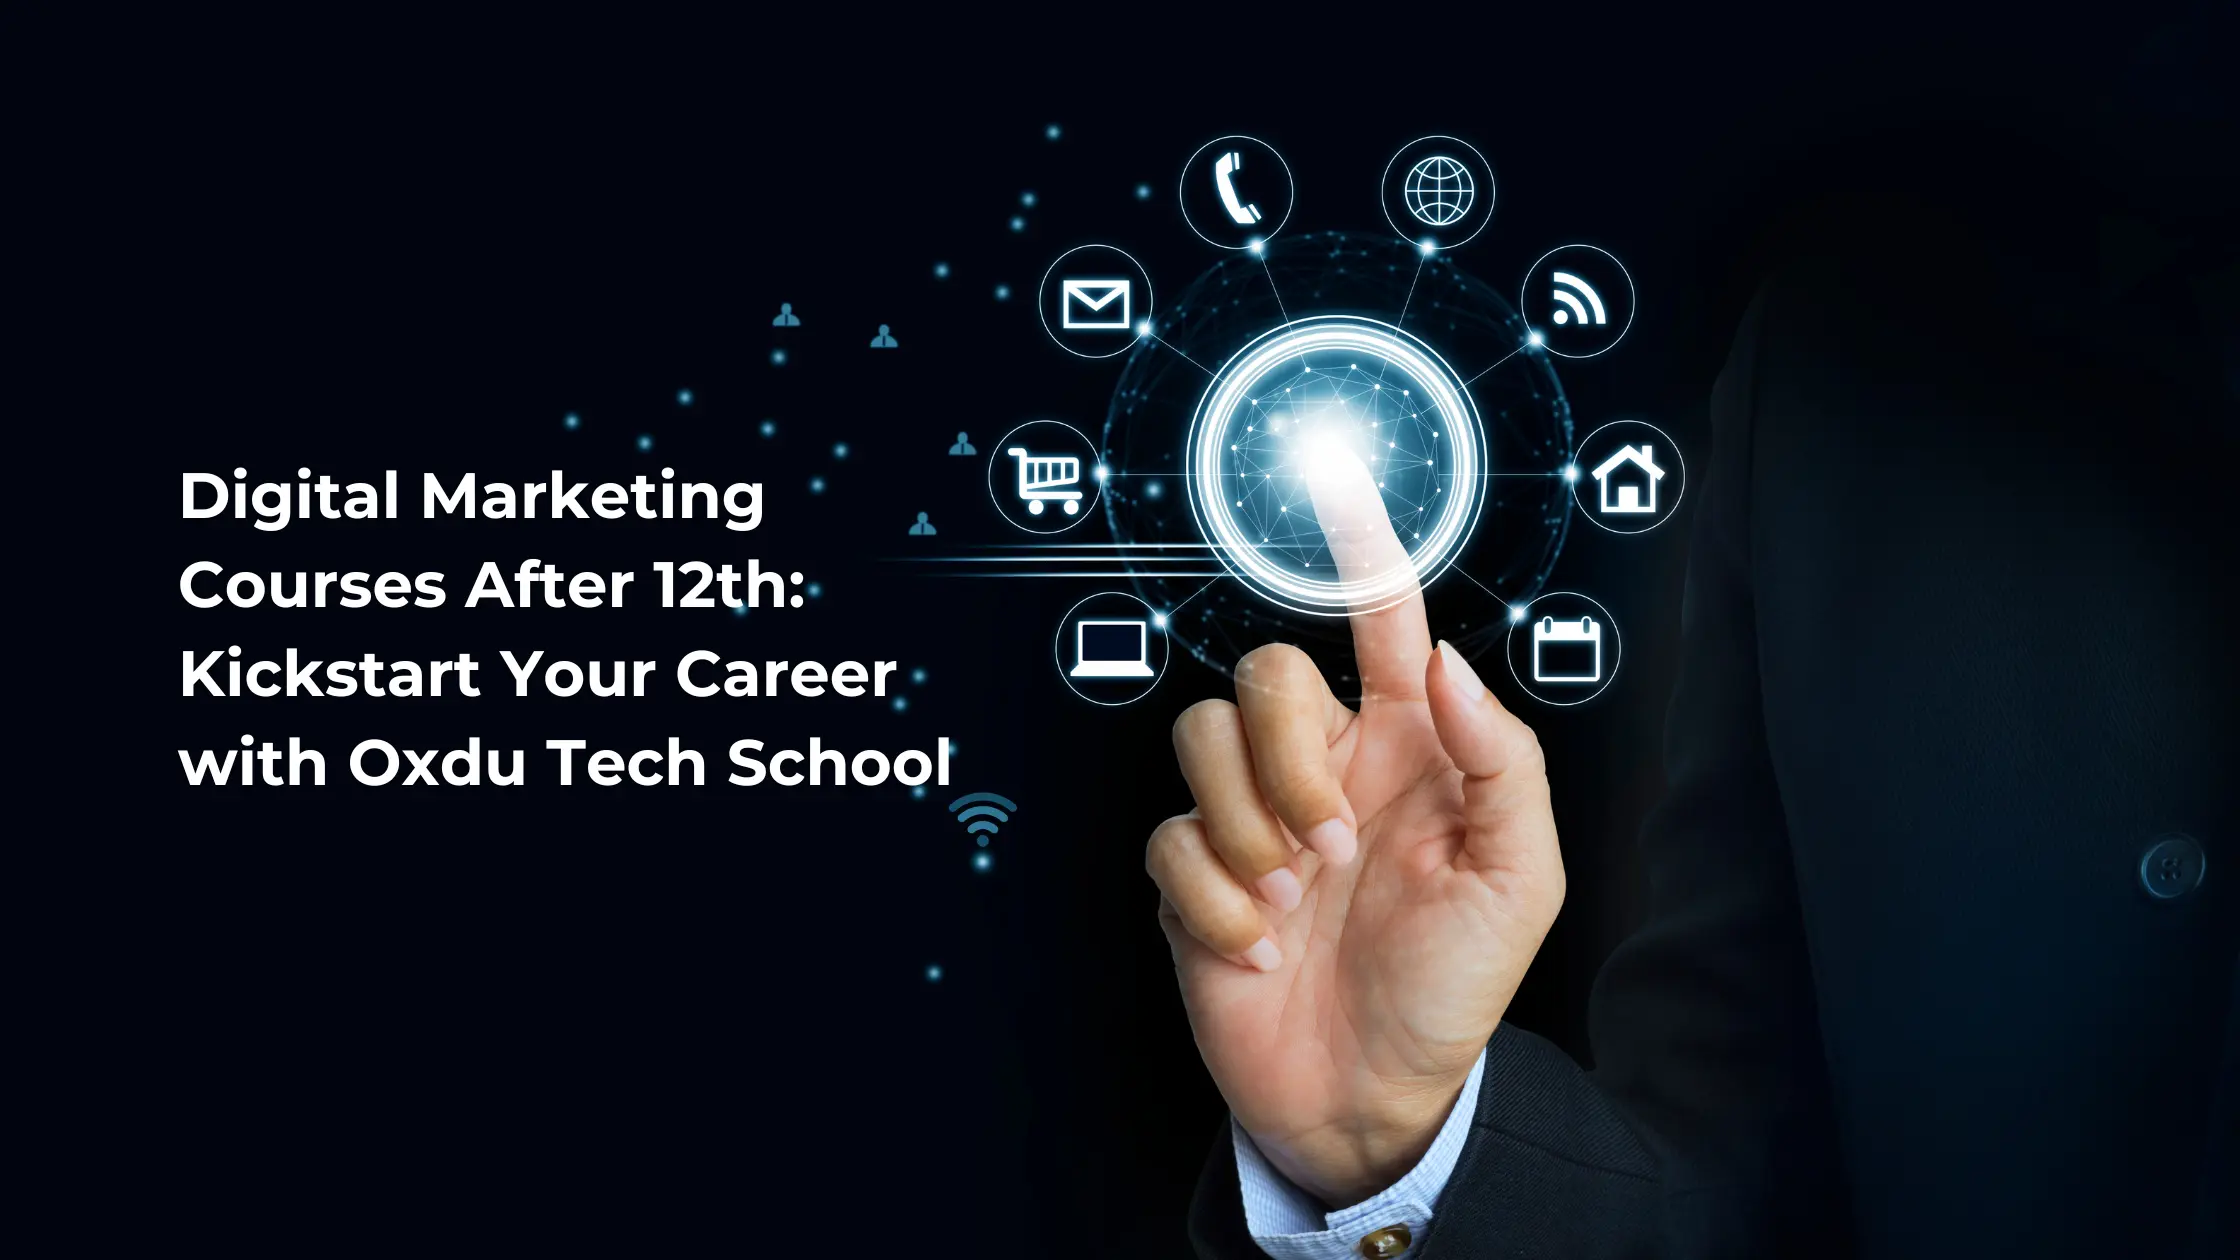 Digital Marketing
Courses After 12th:
Kickstart Your Career
with Oxdu Tech School